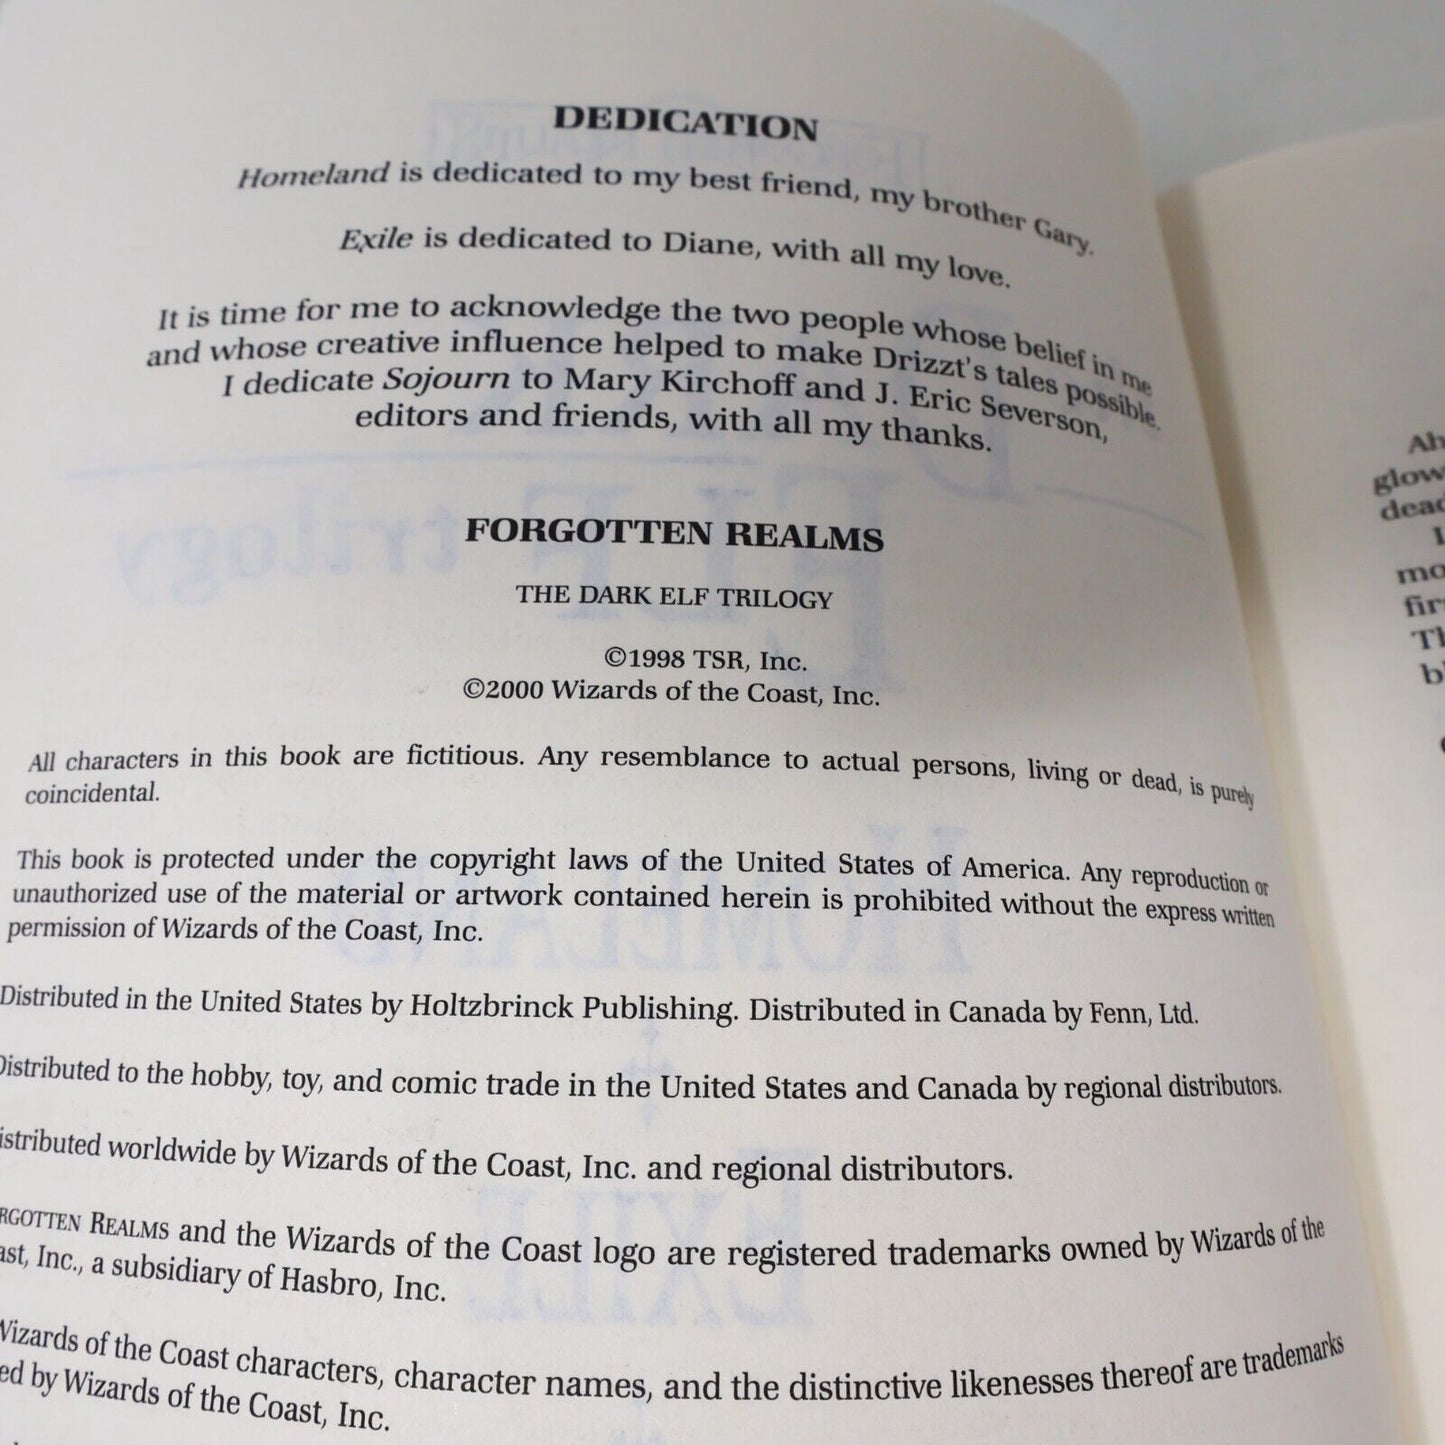 DEDICATION
Homeland is dedicated to my best friend, my brother Gary.
Exile is dedicated to Diane, with all my love.
It is time for me to acknowledge the two people whose belief in me
and whose creative influence helped to make Drizzt's tales possible.
I dedicate Sojourn to Mary Kirchoff and J. Eric Severson,
editors and friends, with all my thanks.
FORGOTTEN REALMS
THE DARK ELF TRILOGY
©1998 TSR, Inc.
©2000 Wizards of the Coast, Inc.
All characters in this book are fictitious. Any resemblance to actual persons, living or dead, is purely
coincidental.
This book is protected under the copyright laws of the United States of America. Any reproduction or
unauthorized use of the material or artwork contained herein is prohibited without the express written
permission of Wizards of the Coast, Inc.
Distributed in the United States by Holtzbrinck Publishing. Distributed in Canada by Fenn, Ltd.
Distributed to the hobby, toy, and comic trade in the United States and Canada by regional distributors.
istributed worldwide by Wizards of the Coast, Inc. and regional distributors.
RGOTTEN REALMS and the Wizards of the Coast logo are registered trademarks owned by Wizards of the
ast, Inc., a subsidiary of Hasbro, Inc.
Wizards of the Coast characters, character names, and the distinctive likenesses thereof are trademarks
ed by Wizards of the Coast, Inc.
Ah
glow
dead
mo
fir
Th